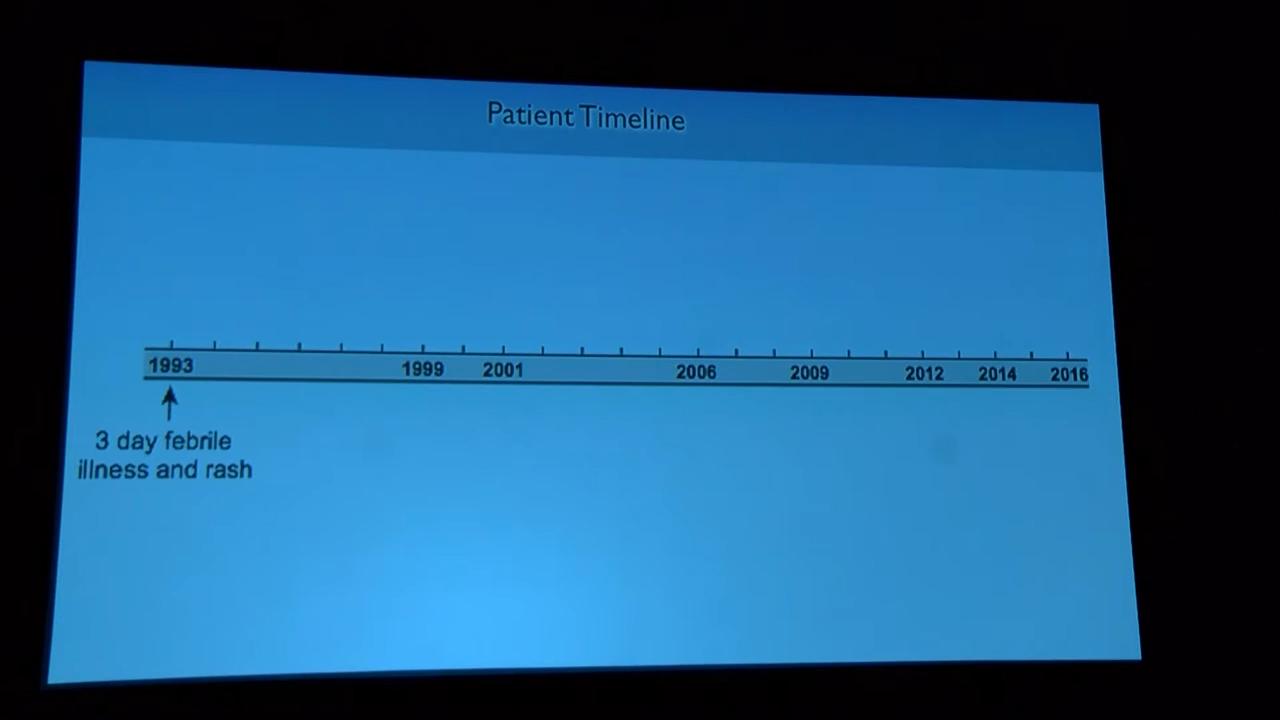 Patient Timeline
1993 1999 2001 2006 2009 2012 2014 2016
3 day febrile
illness and rash